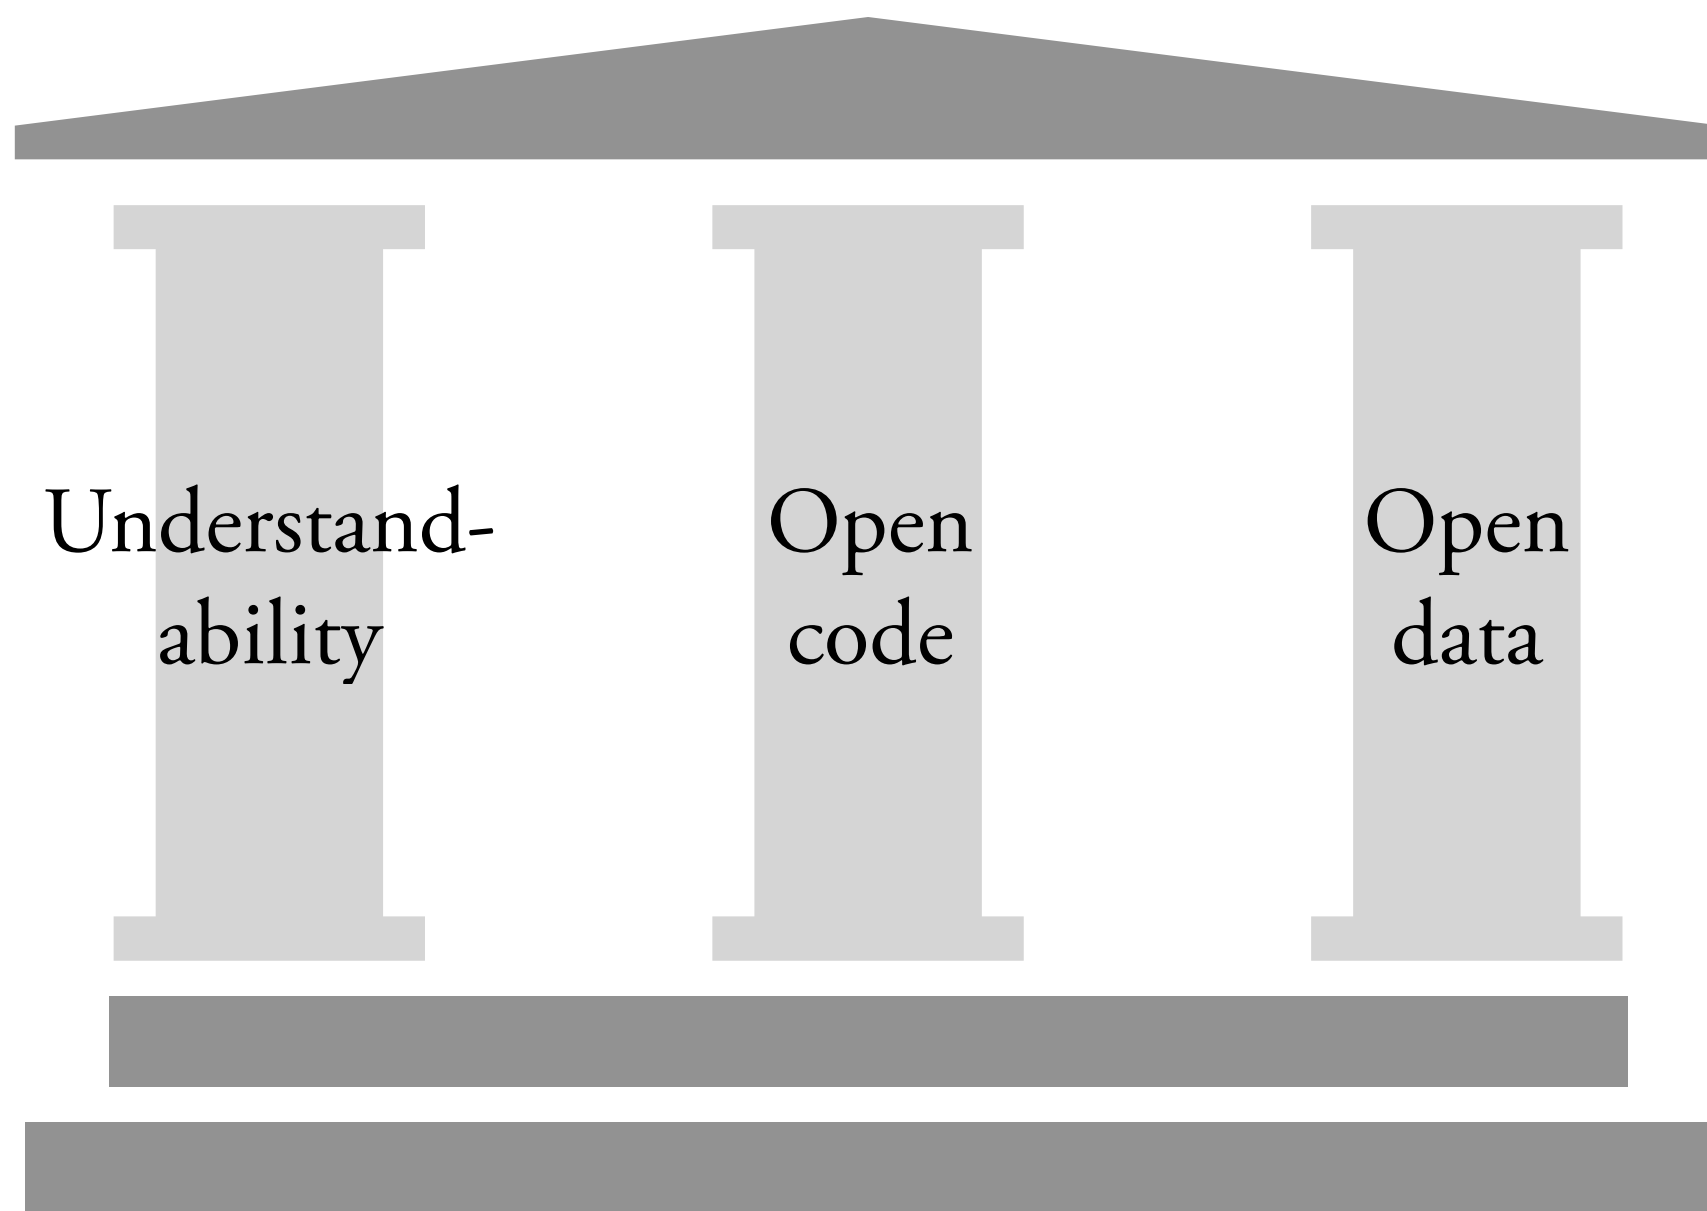 Understand-
ability
Open
code
Open
data